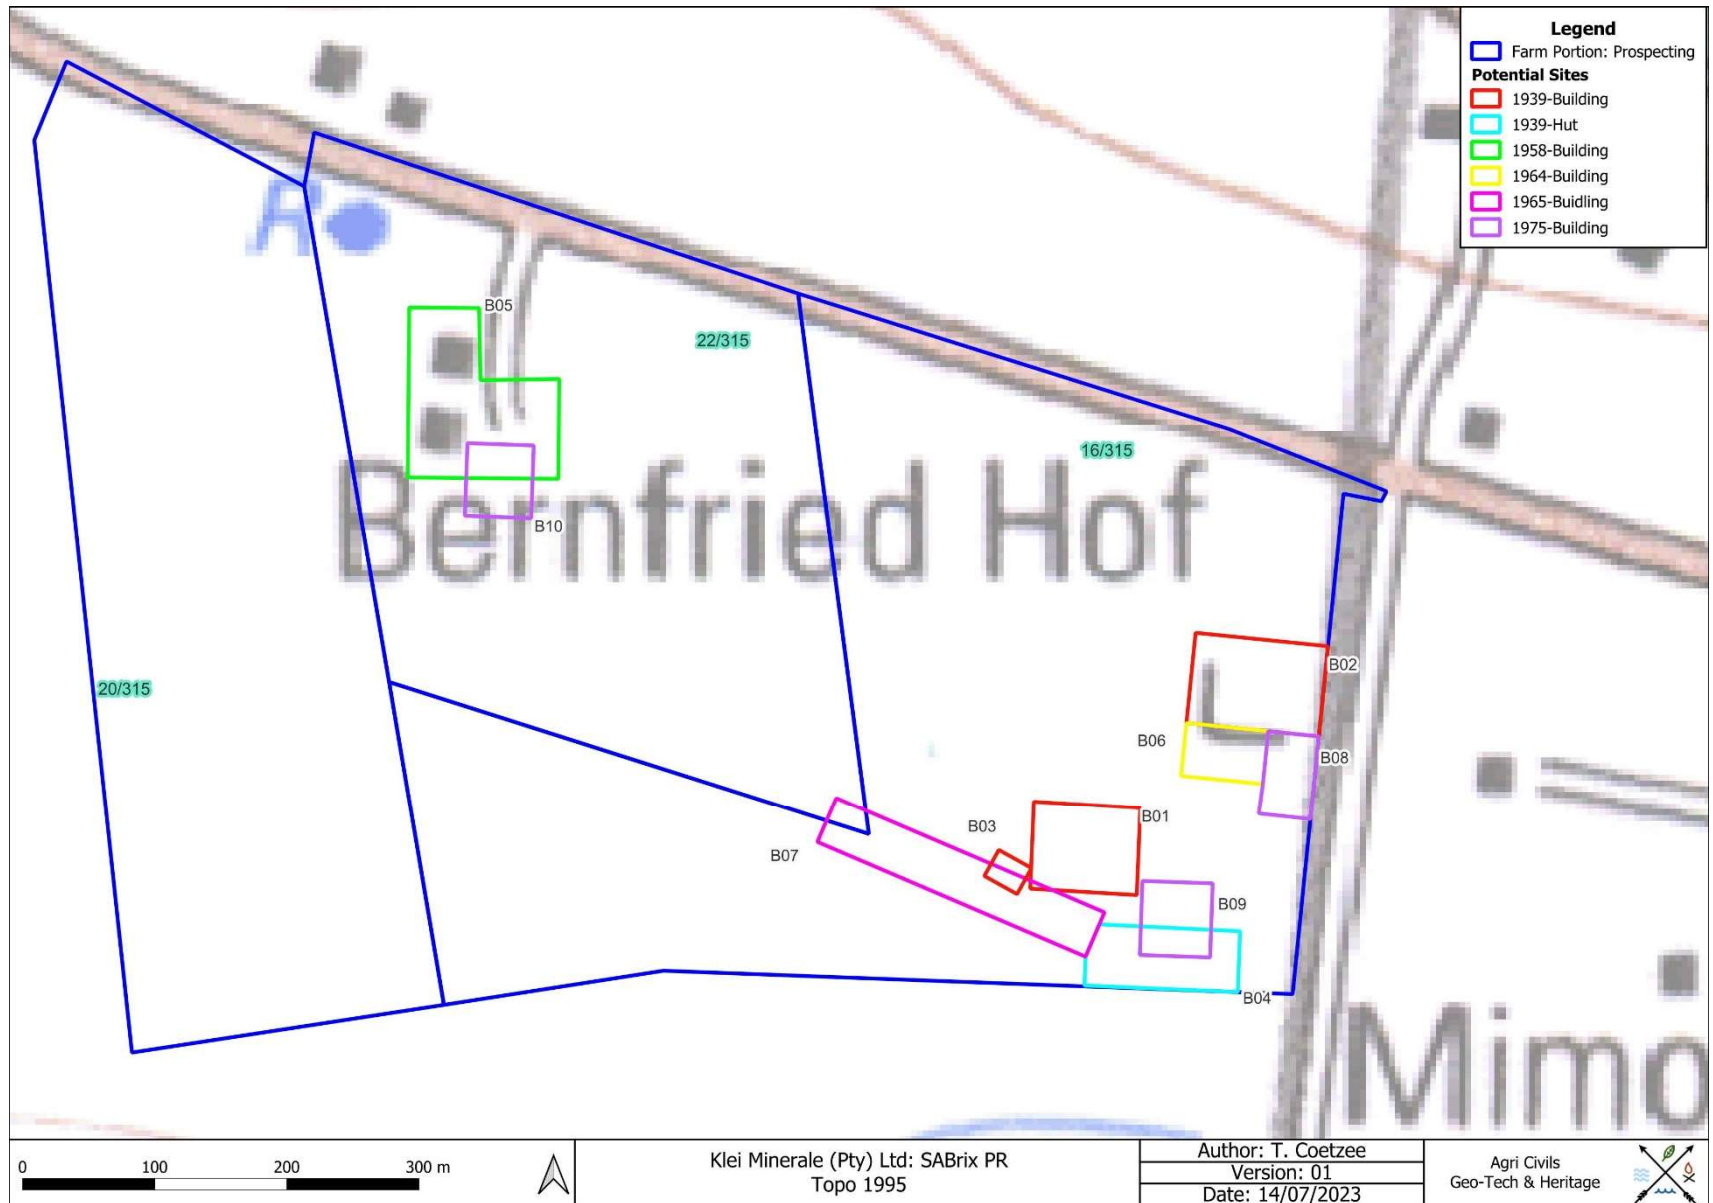 Legend
Farm Portion: Prospecting
Potential Sites
1939-Building
1939-Hut
1958-Building
1964-Building
1965-Buidling
1975-Building
R
B05
22/315
16/315
B10
Bernfried Hof
B02
20/315
B06
B08
B01
B03
B07
B09
B04
Mimo
0 100 200 300 m
Klei Minerale (Pty) Ltd: SABrix PR
Topo 1995
Author: T. Coetzee
Version: 01
Date: 14/07/2023
Agri Civils
Geo-Tech & Heritage